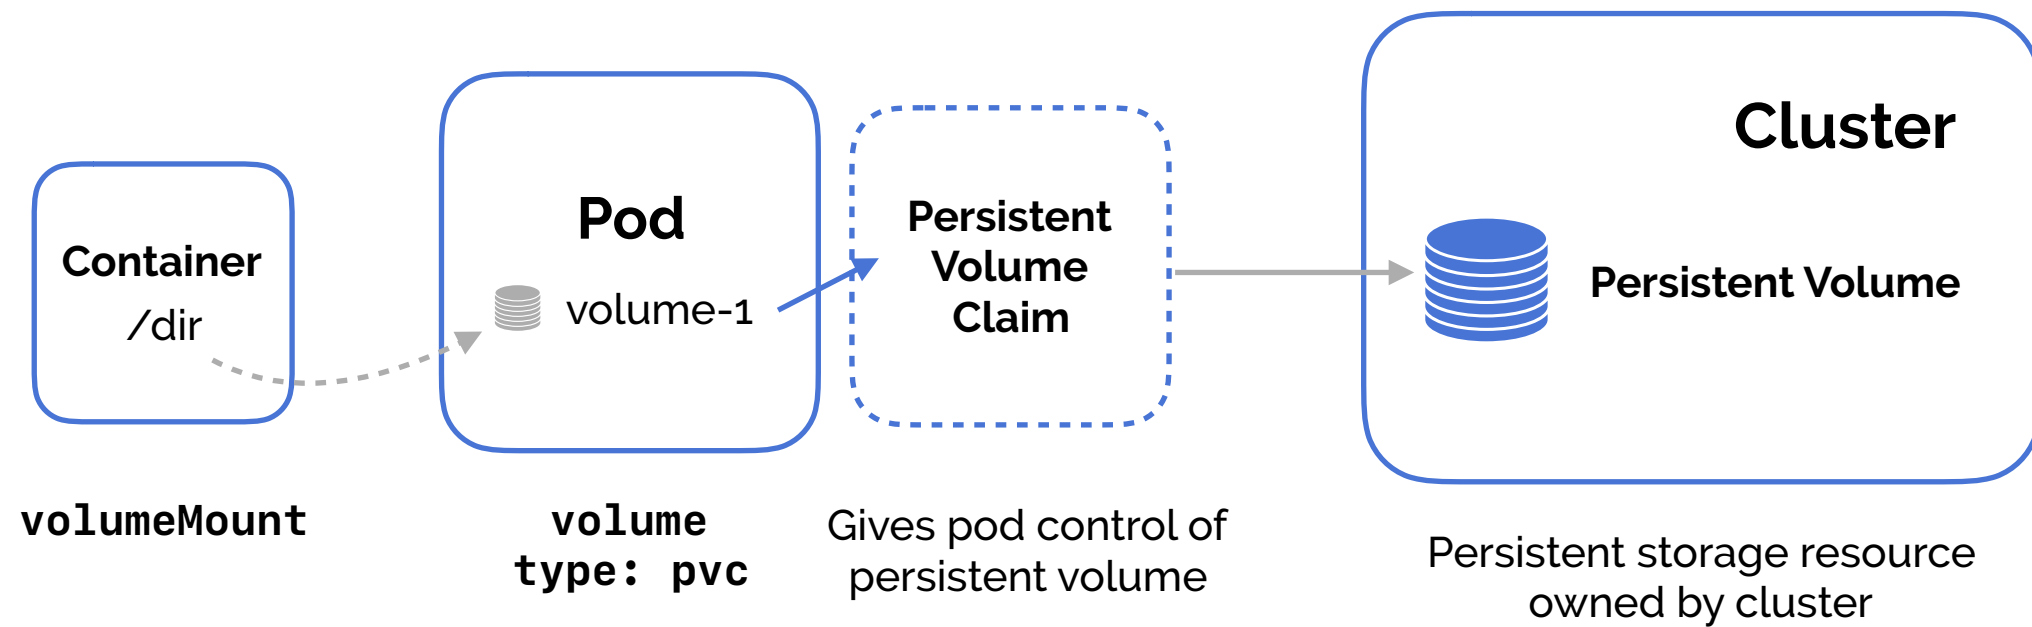 Container
/dir
volumeMount
Pod
volume-1
volume
type: pvc
Persistent
Volume
Claim
Gives pod control of
persistent volume
Cluster
Persistent Volume
Persistent storage resource
owned by cluster